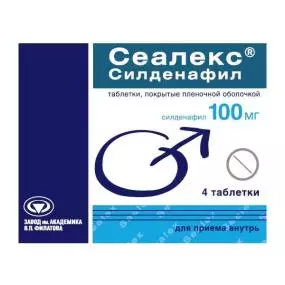 Сеалекс®
Силденафил
таблетки, покрытые пленочной оболочкой
силденафил 100 мг
4 таблетки
ЗАВОД им. АКАДЕМИКА
В.П. ФИЛАТОВА
для приема внутрь